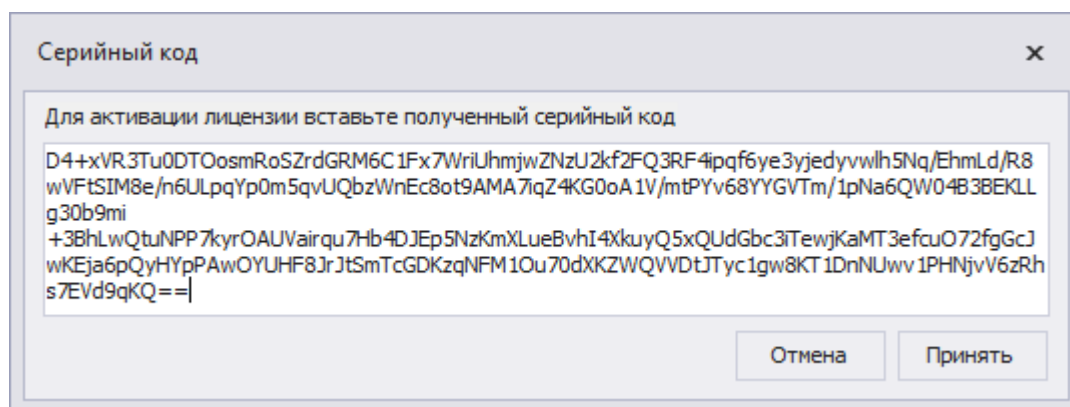 Серийный код
Для активации лицензии вставьте полученный серийный код
D4+xVR3Tu0DTOosmRoSZrdGRM6C1Fx7WriUhmjwZNzU2kf2FQ3RF4ipqf6ye3yjedyvwlh5Nq/EhmLd/R8
wVFtSIM8e/n6ULpqYp0m5qvUQbzWnEc8ot9AMA7iqZ4KG0oA1V/mtPYv68YYGVTm/1pNa6QW04B3BEKLL
g30b9mi
+3BhLwQtuNPP7kyrOAUVairqu7Hb4DJEp5NzKmXLueBvhI4XkuyQ5xQUdGbc3iTewjKaMT3efcuO72fgGcJ
wKEja6pQyHYpPAwOYUHF8JrJtSmTcGDKzqNFM1Ou70dXKZWQVVDtJTyc1gw8KT1DnNUwv1PHNjvV6zRh
s7EVd9qKQ==
Отмена
Принять